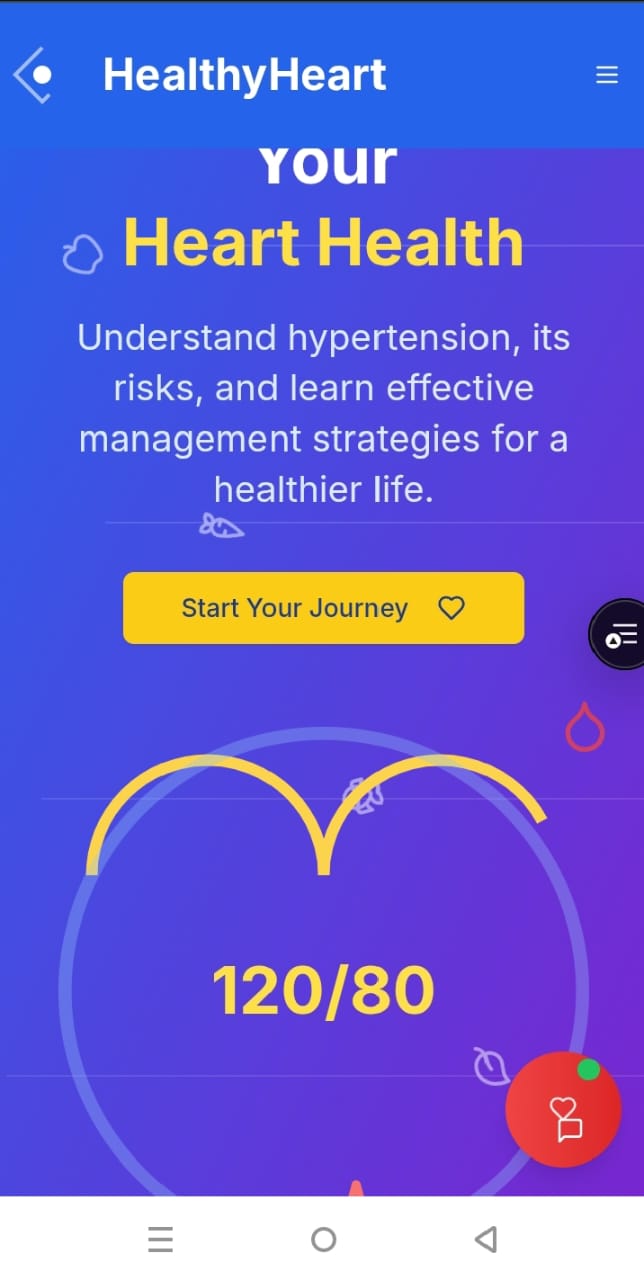 HealthyHeart
Your
Heart Health
Understand hypertension, its
risks, and learn effective
management strategies for a
healthier life.
Start Your Journey
120/80